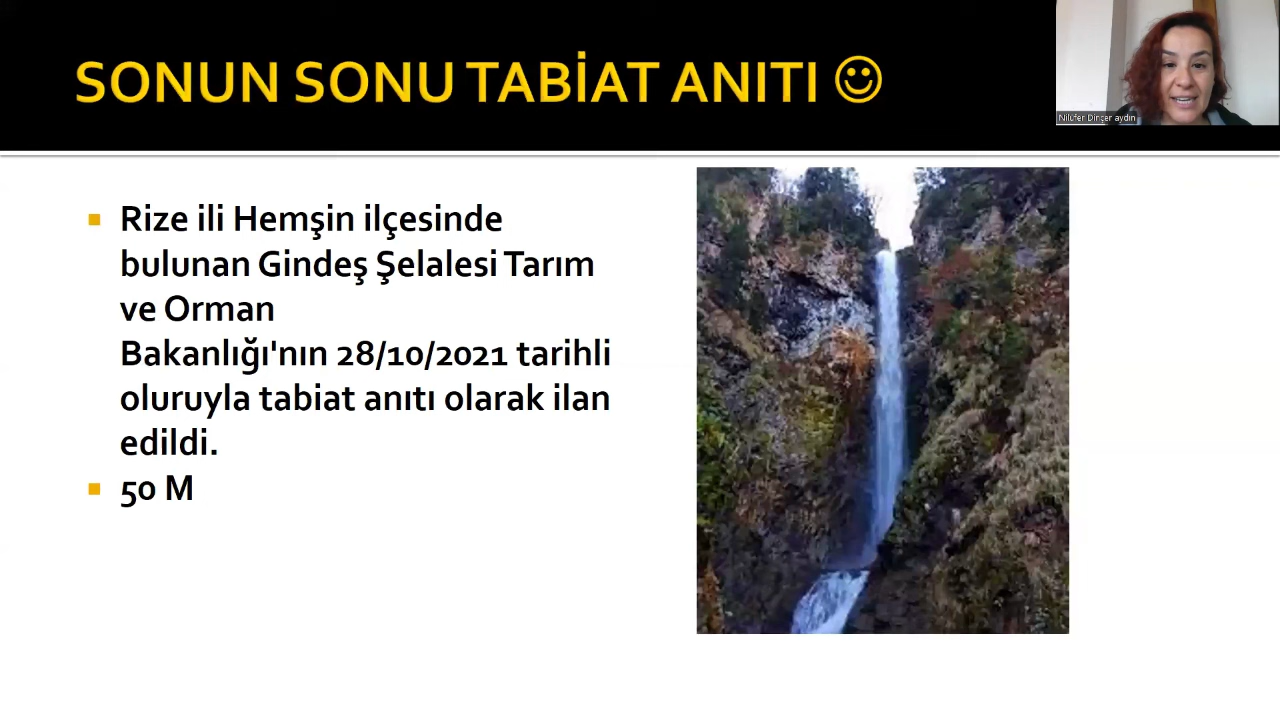 SONUN SONU TABİAT ANITI ☺
Nilüfer Dinçer aydın
Rize ili Hemşin ilçesinde
bulunan Gindeş Şelalesi Tarım
ve Orman
Bakanlığı'nın 28/10/2021 tarihli
oluruyla tabiat anıtı olarak ilan
edildi.
50 M